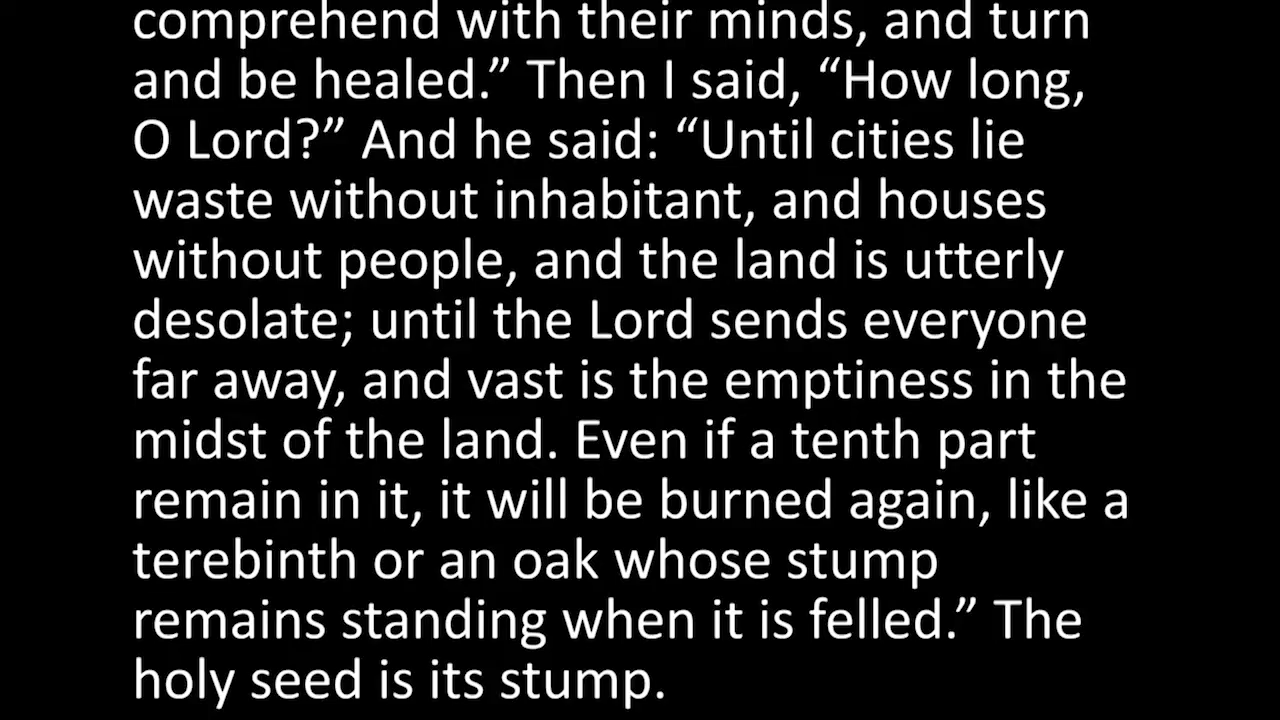 comprehend with their minds, and turn
and be healed.” Then I said, “How long,
O Lord?” And he said: “Until cities lie
waste without inhabitant, and houses
without people, and the land is utterly
desolate; until the Lord sends everyone
far away, and vast is the emptiness in the
midst of the land. Even if a tenth part
remain in it, it will be burned again, like a
terebinth or an oak whose stump
remains standing when it is felled.” The
holy seed is its stump.